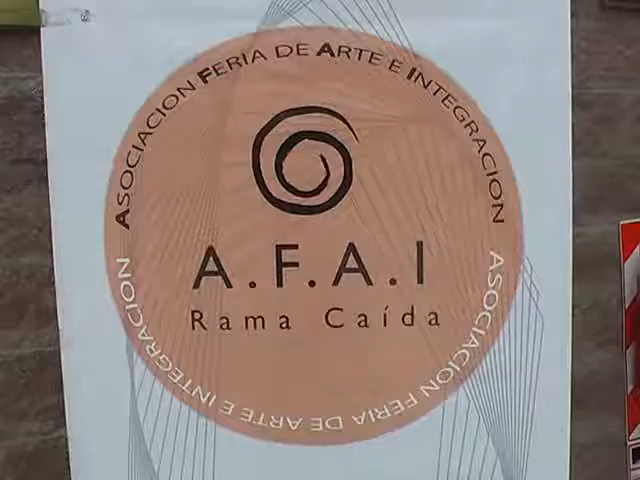 ASOCIACION FERIA DE ARTE E INTEGRACION
A.F.A.I
Rama Caída
ASOCIACION FERIA DE ARTE E INTEGRACION